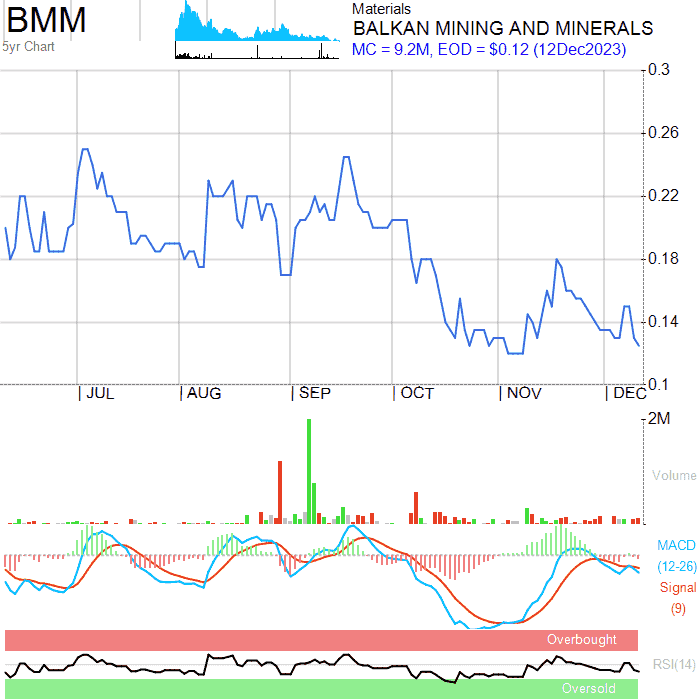 BMM
5yr Chart
Materials
BALKAN MINING AND MINERALS
MC = 9.2M, EOD = $0.12 (12Dec2023)
0.3
0.26
0.22
0.18
0.14
0.1
| JUL | AUG | SEP | OCT | NOV | DEC
2M
Volume
MACD
(12-26)
Signal
(9)
Overbought
RSI(14)
Oversold